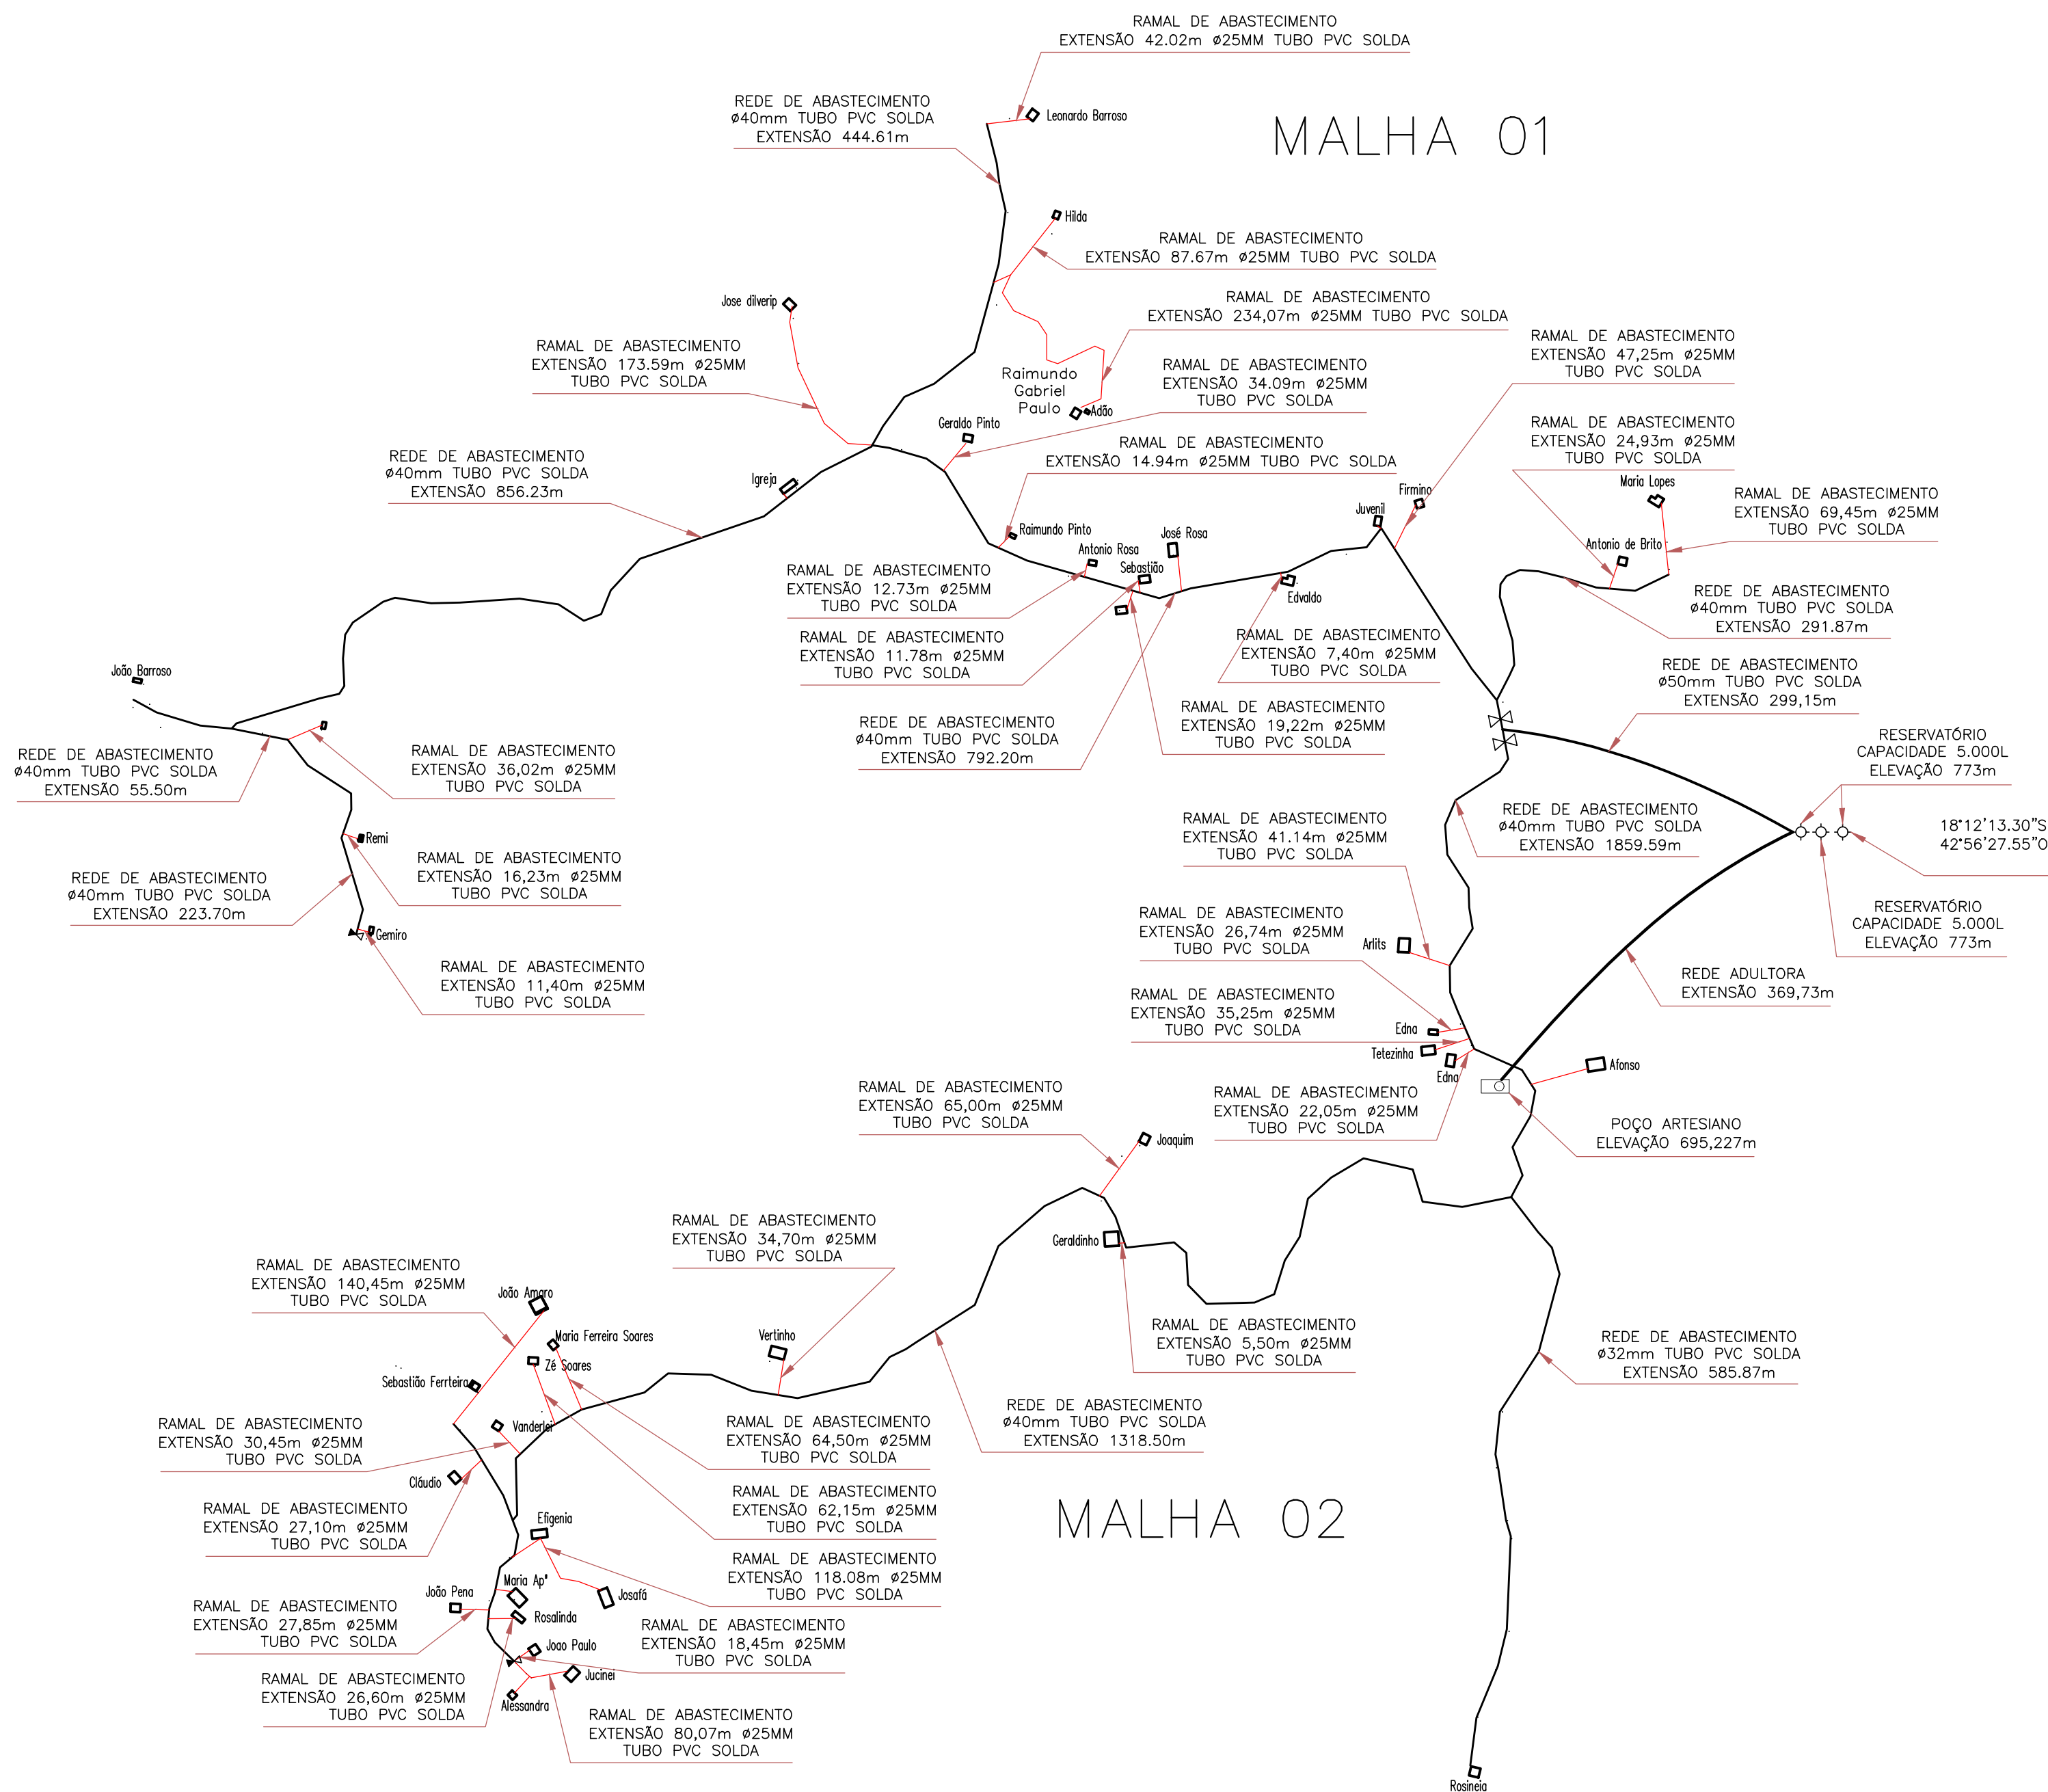 RAMAL DE ABASTECIMENTO
EXTENSÃO 42.02m ø25MM TUBO PVC SOLDA
REDE DE ABASTECIMENTO
ø40mm TUBO PVC SOLDA
EXTENSÃO 444.61m
Leonardo Barroso
MALHA 01
Hilda
RAMAL DE ABASTECIMENTO
EXTENSÃO 87.67m ø25MM TUBO PVC SOLDA
Jose dilverip
RAMAL DE ABASTECIMENTO
EXTENSÃO 234,07m ø25MM TUBO PVC SOLDA
RAMAL DE ABASTECIMENTO
EXTENSÃO 47,25m ø25MM
TUBO PVC SOLDA
RAMAL DE ABASTECIMENTO
EXTENSÃO 173.59m ø25MM
TUBO PVC SOLDA
Raimundo
Gabriel
Paulo
Adão
RAMAL DE ABASTECIMENTO
EXTENSÃO 34.09m ø25MM
TUBO PVC SOLDA
Geraldo Pinto
RAMAL DE ABASTECIMENTO
EXTENSÃO 24,93m ø25MM
TUBO PVC SOLDA
RAMAL DE ABASTECIMENTO
EXTENSÃO 14.94m ø25MM TUBO PVC SOLDA
REDE DE ABASTECIMENTO
ø40mm TUBO PVC SOLDA
EXTENSÃO 856.23m
Igreja
Maria Lopes
Firmino
Juvenil
RAMAL DE ABASTECIMENTO
EXTENSÃO 69,45m ø25MM
TUBO PVC SOLDA
Raimundo Pinto
José Rosa
Antonio Rosa
Sebastião
Antonio de Brito
RAMAL DE ABASTECIMENTO
EXTENSÃO 12.73m ø25MM
TUBO PVC SOLDA
Edvaldo
REDE DE ABASTECIMENTO
ø40mm TUBO PVC SOLDA
EXTENSÃO 291.87m
RAMAL DE ABASTECIMENTO
EXTENSÃO 11.78m ø25MM
TUBO PVC SOLDA
RAMAL DE ABASTECIMENTO
EXTENSÃO 7,40m ø25MM
TUBO PVC SOLDA
João Barroso
REDE DE ABASTECIMENTO
ø50mm TUBO PVC SOLDA
EXTENSÃO 299,15m
RAMAL DE ABASTECIMENTO
EXTENSÃO 19,22m ø25MM
TUBO PVC SOLDA
REDE DE ABASTECIMENTO
ø40mm TUBO PVC SOLDA
EXTENSÃO 792.20m
RESERVATÓRIO
CAPACIDADE 5.000L
ELEVAÇÃO 773m
REDE DE ABASTECIMENTO
ø40mm TUBO PVC SOLDA
EXTENSÃO 55.50m
RAMAL DE ABASTECIMENTO
EXTENSÃO 36,02m ø25MM
TUBO PVC SOLDA
REDE DE ABASTECIMENTO
ø40mm TUBO PVC SOLDA
EXTENSÃO 1859.59m
18°12'13.30"S
42°56'27.55"O
RAMAL DE ABASTECIMENTO
EXTENSÃO 41.14m ø25MM
TUBO PVC SOLDA
Remi
RAMAL DE ABASTECIMENTO
EXTENSÃO 16,23m ø25MM
TUBO PVC SOLDA
REDE DE ABASTECIMENTO
ø40mm TUBO PVC SOLDA
EXTENSÃO 223.70m
RESERVATÓRIO
CAPACIDADE 5.000L
ELEVAÇÃO 773m
RAMAL DE ABASTECIMENTO
EXTENSÃO 26,74m ø25MM
TUBO PVC SOLDA
Gemiro
Arlits
RAMAL DE ABASTECIMENTO
EXTENSÃO 11,40m ø25MM
TUBO PVC SOLDA
REDE ADULTORA
EXTENSÃO 369,73m
RAMAL DE ABASTECIMENTO
EXTENSÃO 35,25m ø25MM
TUBO PVC SOLDA
Edna
Tetezinha
Edna
Afonso
RAMAL DE ABASTECIMENTO
EXTENSÃO 65,00m ø25MM
TUBO PVC SOLDA
RAMAL DE ABASTECIMENTO
EXTENSÃO 22,05m ø25MM
TUBO PVC SOLDA
POÇO ARTESIANO
ELEVAÇÃO 695,227m
Joaquim
RAMAL DE ABASTECIMENTO
EXTENSÃO 34,70m ø25MM
TUBO PVC SOLDA
Geraldinho
RAMAL DE ABASTECIMENTO
EXTENSÃO 140,45m ø25MM
TUBO PVC SOLDA
João Amaro
Maria Ferreira Soares
Vertinho
Zé Soares
RAMAL DE ABASTECIMENTO
EXTENSÃO 5,50m ø25MM
TUBO PVC SOLDA
REDE DE ABASTECIMENTO
ø32mm TUBO PVC SOLDA
EXTENSÃO 585.87m
Sebastião Ferrteira
REDE DE ABASTECIMENTO
ø40mm TUBO PVC SOLDA
EXTENSÃO 1318.50m
RAMAL DE ABASTECIMENTO
EXTENSÃO 30,45m ø25MM
TUBO PVC SOLDA
Vanderlei
RAMAL DE ABASTECIMENTO
EXTENSÃO 64,50m ø25MM
TUBO PVC SOLDA
Cláudio
RAMAL DE ABASTECIMENTO
EXTENSÃO 62,15m ø25MM
TUBO PVC SOLDA
MALHA 02
RAMAL DE ABASTECIMENTO
EXTENSÃO 27,10m ø25MM
TUBO PVC SOLDA
Efigenia
RAMAL DE ABASTECIMENTO
EXTENSÃO 118.08m ø25MM
TUBO PVC SOLDA
Maria Apª
João Pena
Josafá
RAMAL DE ABASTECIMENTO
EXTENSÃO 27,85m ø25MM
TUBO PVC SOLDA
Rosalinda
RAMAL DE ABASTECIMENTO
EXTENSÃO 18,45m ø25MM
TUBO PVC SOLDA
Joao Paulo
Jucinei
RAMAL DE ABASTECIMENTO
EXTENSÃO 26,60m ø25MM
TUBO PVC SOLDA
Alessandra
RAMAL DE ABASTECIMENTO
EXTENSÃO 80,07m ø25MM
TUBO PVC SOLDA
Rosineia